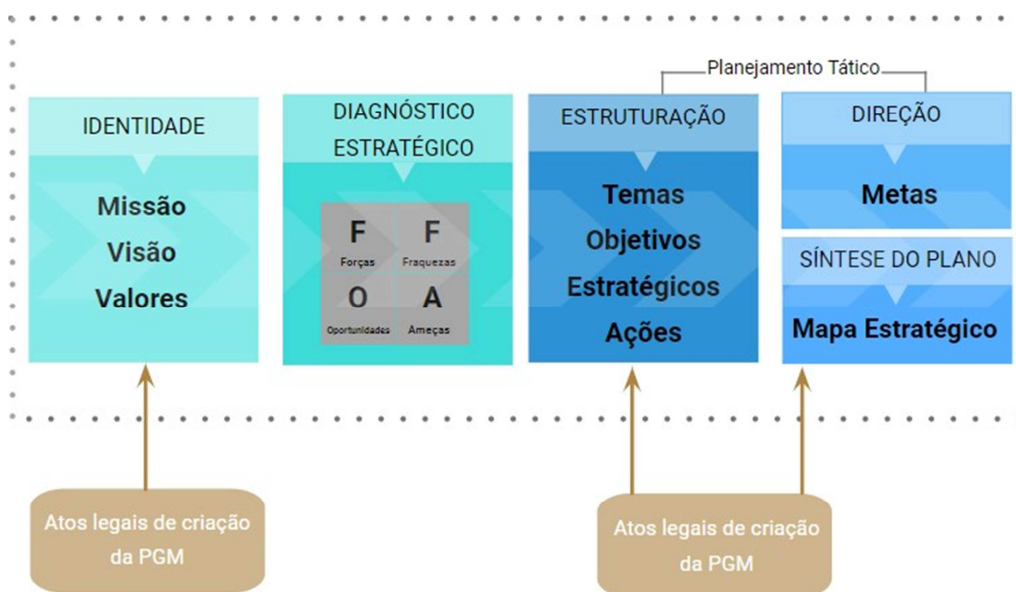 Planejamento Tático
IDENTIDADE
Missão
Visão
Valores
DIAGNÓSTICO
ESTRATÉGICO
F
Forças
F
Fraquezas
O
Oportunidades
A
Ameças
ESTRUTURAÇÃO
Temas
Objetivos
Estratégicos
Ações
DIREÇÃO
Metas
SÍNTESE DO PLANO
Mapa Estratégico
Atos legais de criação
da PGM
Atos legais de criação
da PGM